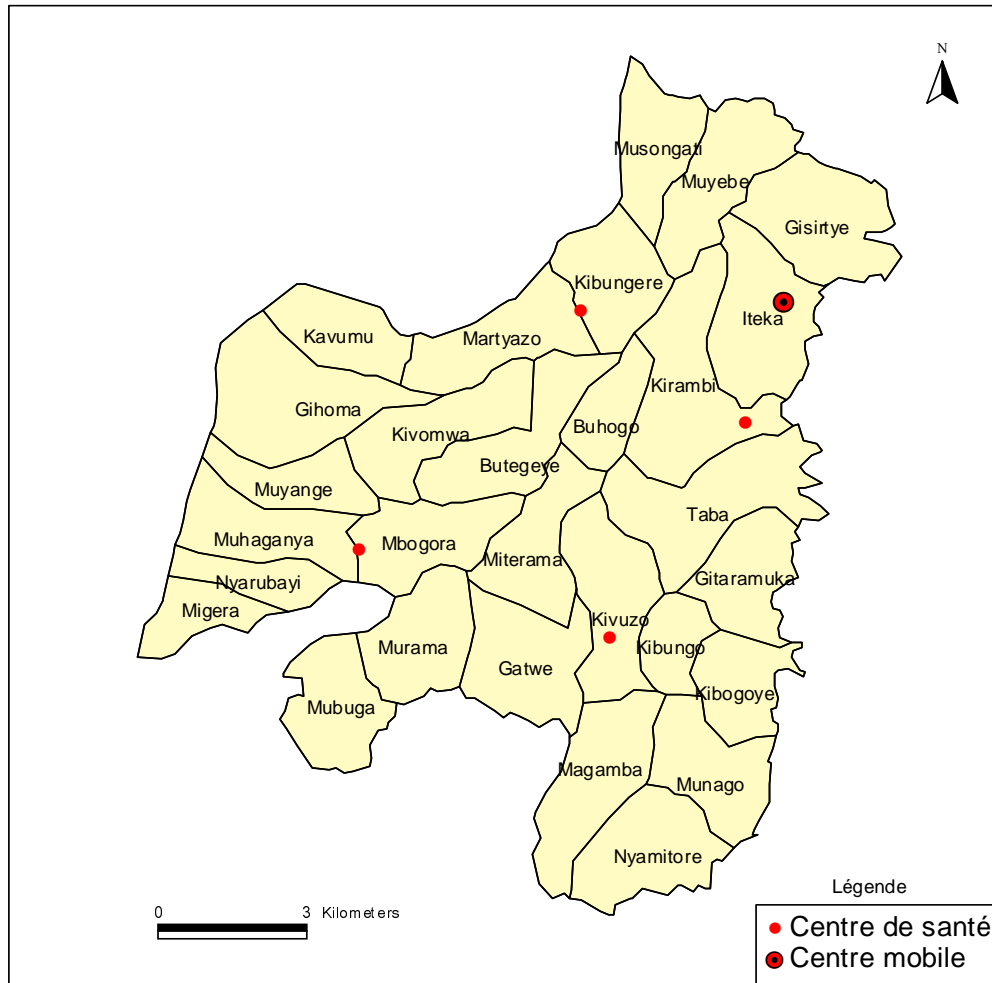 N
Musongati
Muyebe
Gisirtye
Kibungere
Iteka
Kavumu
Martyazo
Kirambi
Gihoma
Kivomwa
Buhogo
Butegeye
Muyange
Taba
Muhaganya
Mbogora
Miterama
Gitaramuka
Nyarubayi
Migera
Kivuzo
Murama
Kibungo
Gatwe
Kibogoye
Mubuga
Magamba
Munago
Nyamitore
Légende
0 3 Kilometers
Centre de santé
Centre mobile